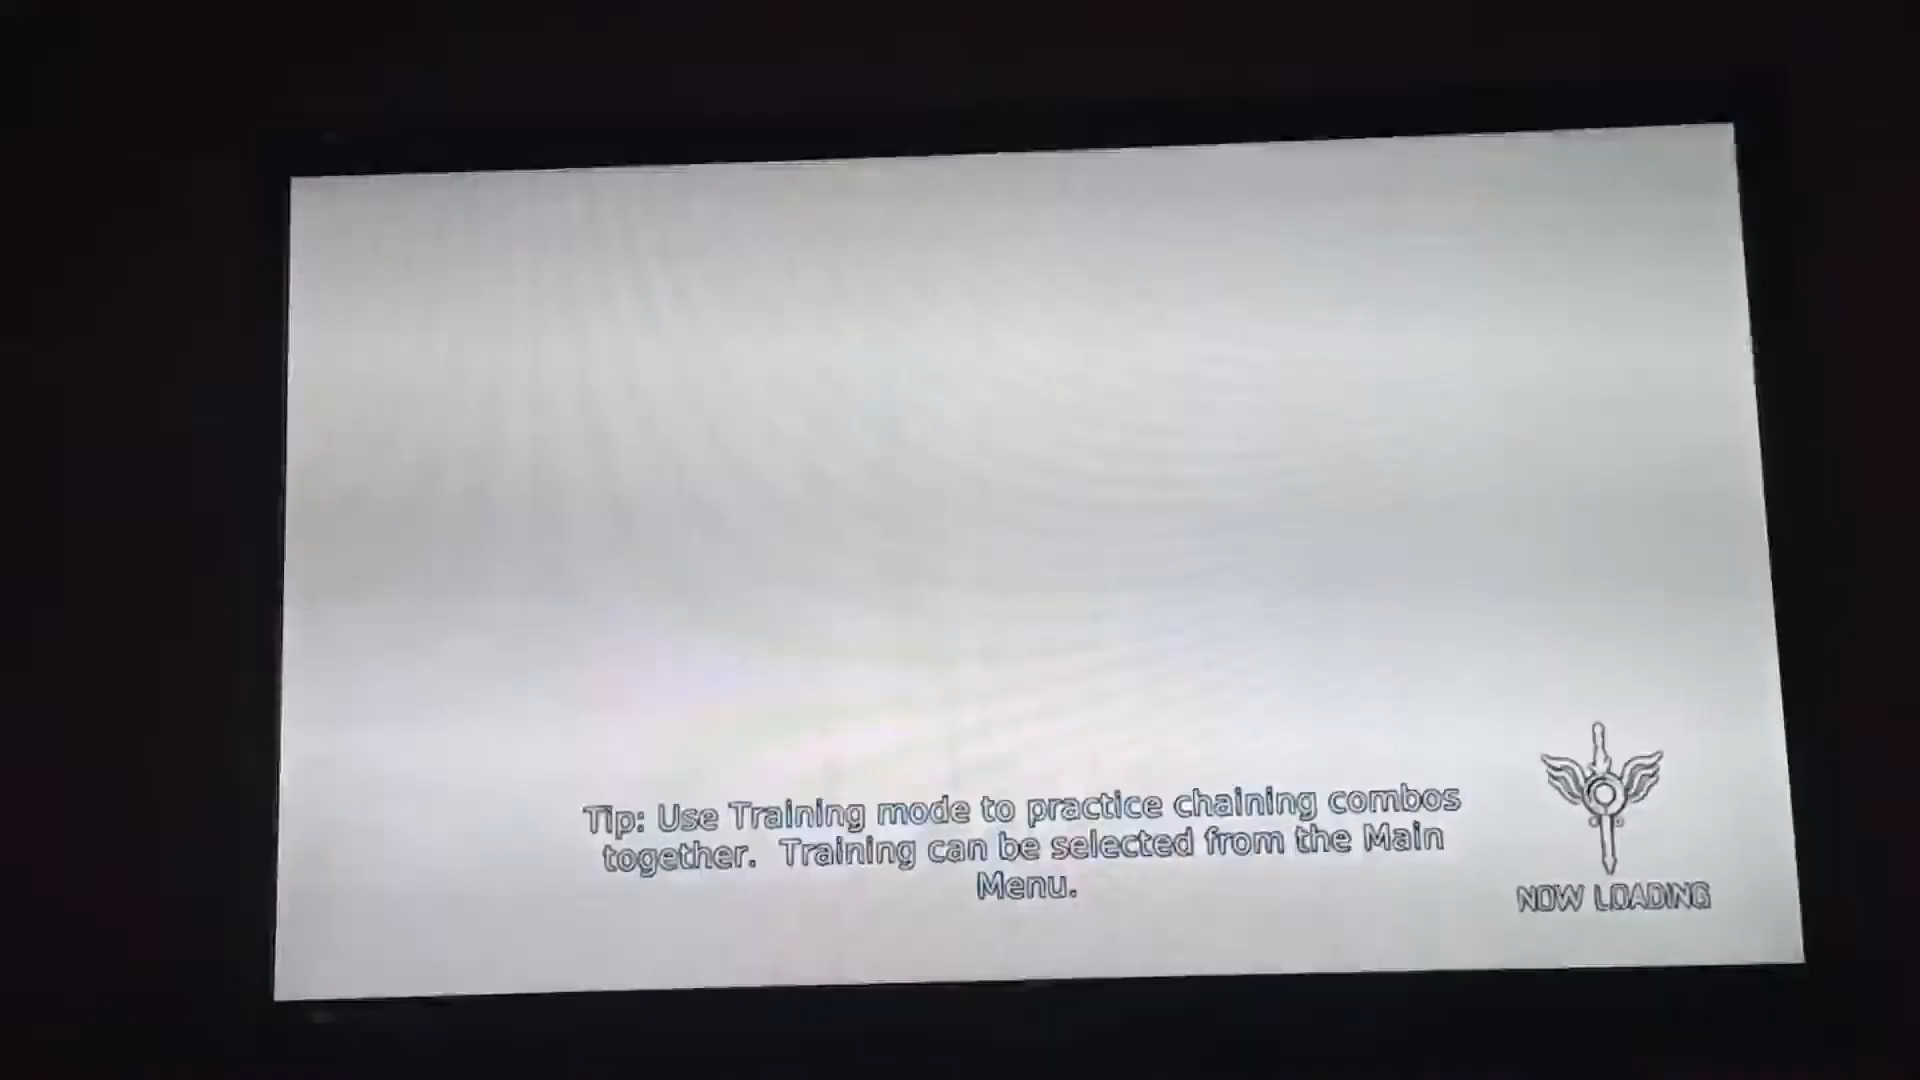 Tip: Use Training mode to practice chaining combos
together.  Training can be selected from the Main
Menu.
NOW LOADING